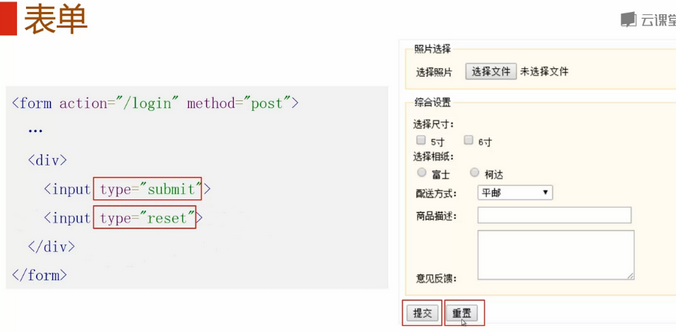 表单
云课堂
<form action="/login" method="post">
…
<div>
<input type="submit">
<input type="reset">
</div>
</form>
照片选择
选择照片 选择文件 未选择文件
综合设置
选择尺寸:
5寸 6寸
选择相纸:
富士 柯达
配送方式: 平邮
商品描述:
意见反馈:
提交 重置